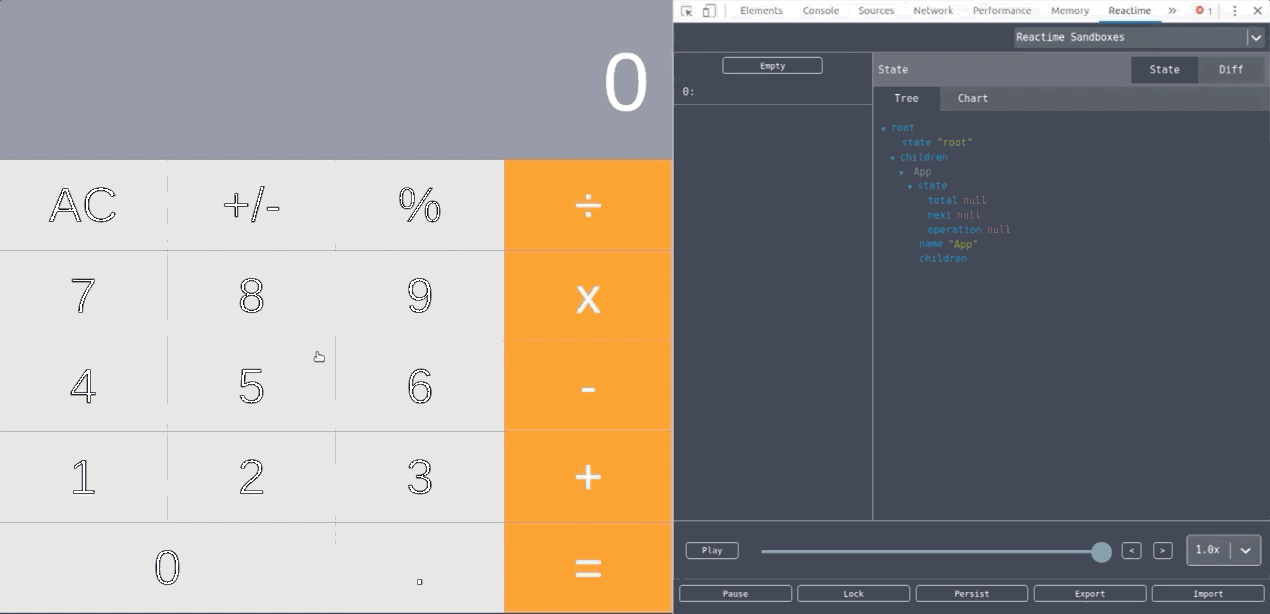 0
AC +/- % ÷
7 8 9 x
4 5 6 -
1 2 3 +
0 . =
Elements Console Sources Network Performance Memory Reactime » 1
Reactime Sandboxes
Empty
0:
State State Diff
Tree Chart
root
state "root"
children
App
state
total null
next null
operation null
name "App"
children
Play < > 1.0x
Pause Lock Persist Export Import